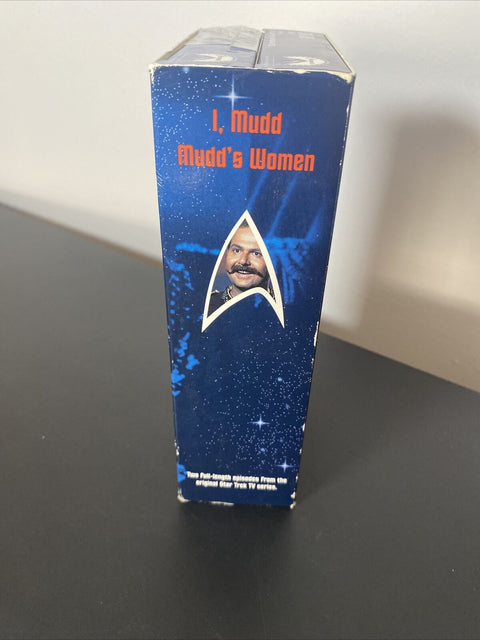 I, Mudd
Mudd's Women
Two full-length episodes from the
original Star Trek TV series.